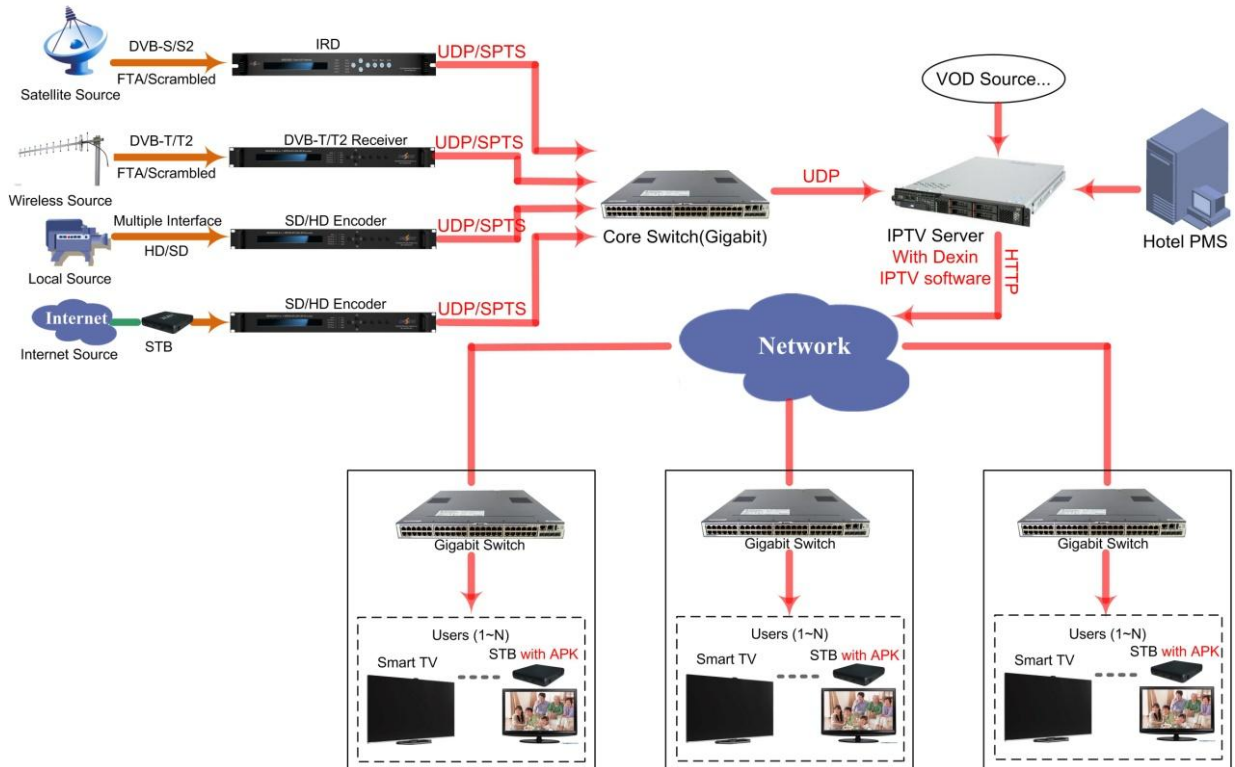 DVB-S/S2
FTA/Scrambled
Satellite Source
IRD
UDP/SPTS
DVB-T/T2
FTA/Scrambled
Wireless Source
DVB-T/T2 Receiver
UDP/SPTS
Multiple Interface
HD/SD
Local Source
SD/HD Encoder
UDP/SPTS
Internet
Internet Source
STB
SD/HD Encoder
UDP/SPTS
Core Switch(Gigabit)
UDP
VOD Source...
IPTV Server
With Dexin
IPTV software
HTTP
Hotel PMS
Network
Gigabit Switch
Users (1~N)
Smart TV
STB with APK
Gigabit Switch
Users (1~N)
Smart TV
STB with APK
Gigabit Switch
Users (1~N)
Smart TV
STB with APK